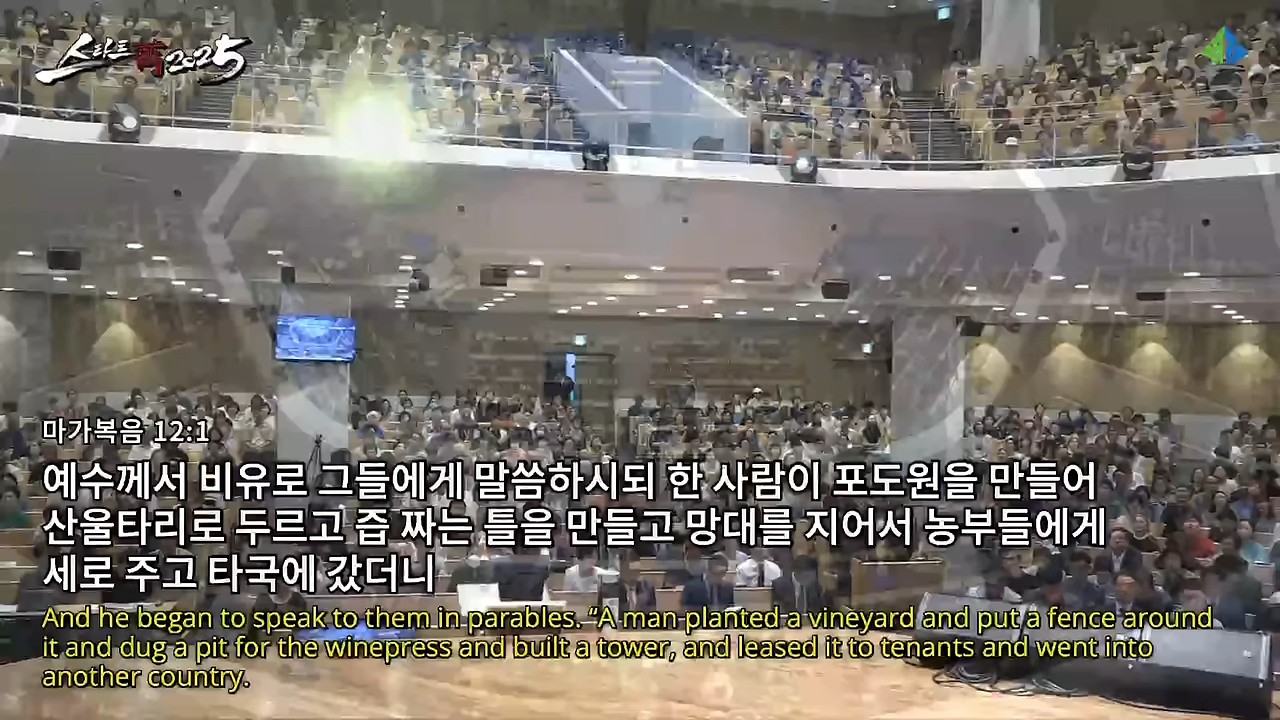 스타트 齊 2025
마가복음 12:1
예수께서 비유로 그들에게 말씀하시되 한 사람이 포도원을 만들어
산울타리로 두르고 즙 짜는 틀을 만들고 망대를 지어서 농부들에게
세로 주고 타국에 갔더니
And he began to speak to them in parables. “A man planted a vineyard and put a fence around
it and dug a pit for the winepress and built a tower, and leased it to tenants and went into
another country.